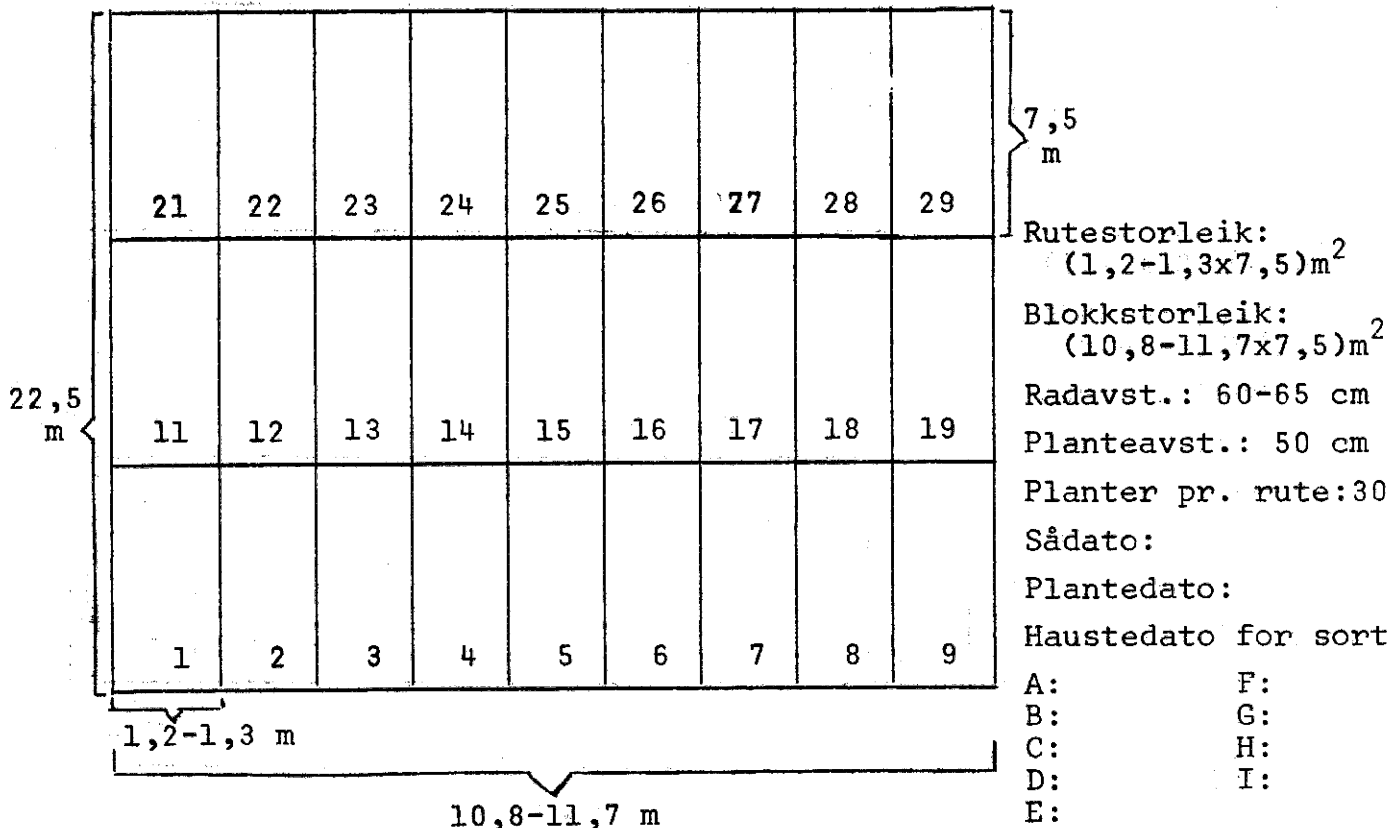 7,5
m
21 22 23 24 25 26 27 28 29
Rutestorleik:
(1,2-1,3x7,5)m²
Blokkstorleik:
(10,8-11,7x7,5)m²
Radavst.: 60-65 cm
22,5
m
11 12 13 14 15 16 17 18 19
Planteavst.: 50 cm
Planter pr. rute:30
Sådato:
Plantedato:
Haustedato for sort
1 2 3 4 5 6 7 8 9
A: F:
B: G:
C: H:
D: I:
E:
1,2-1,3 m
10,8-11,7 m